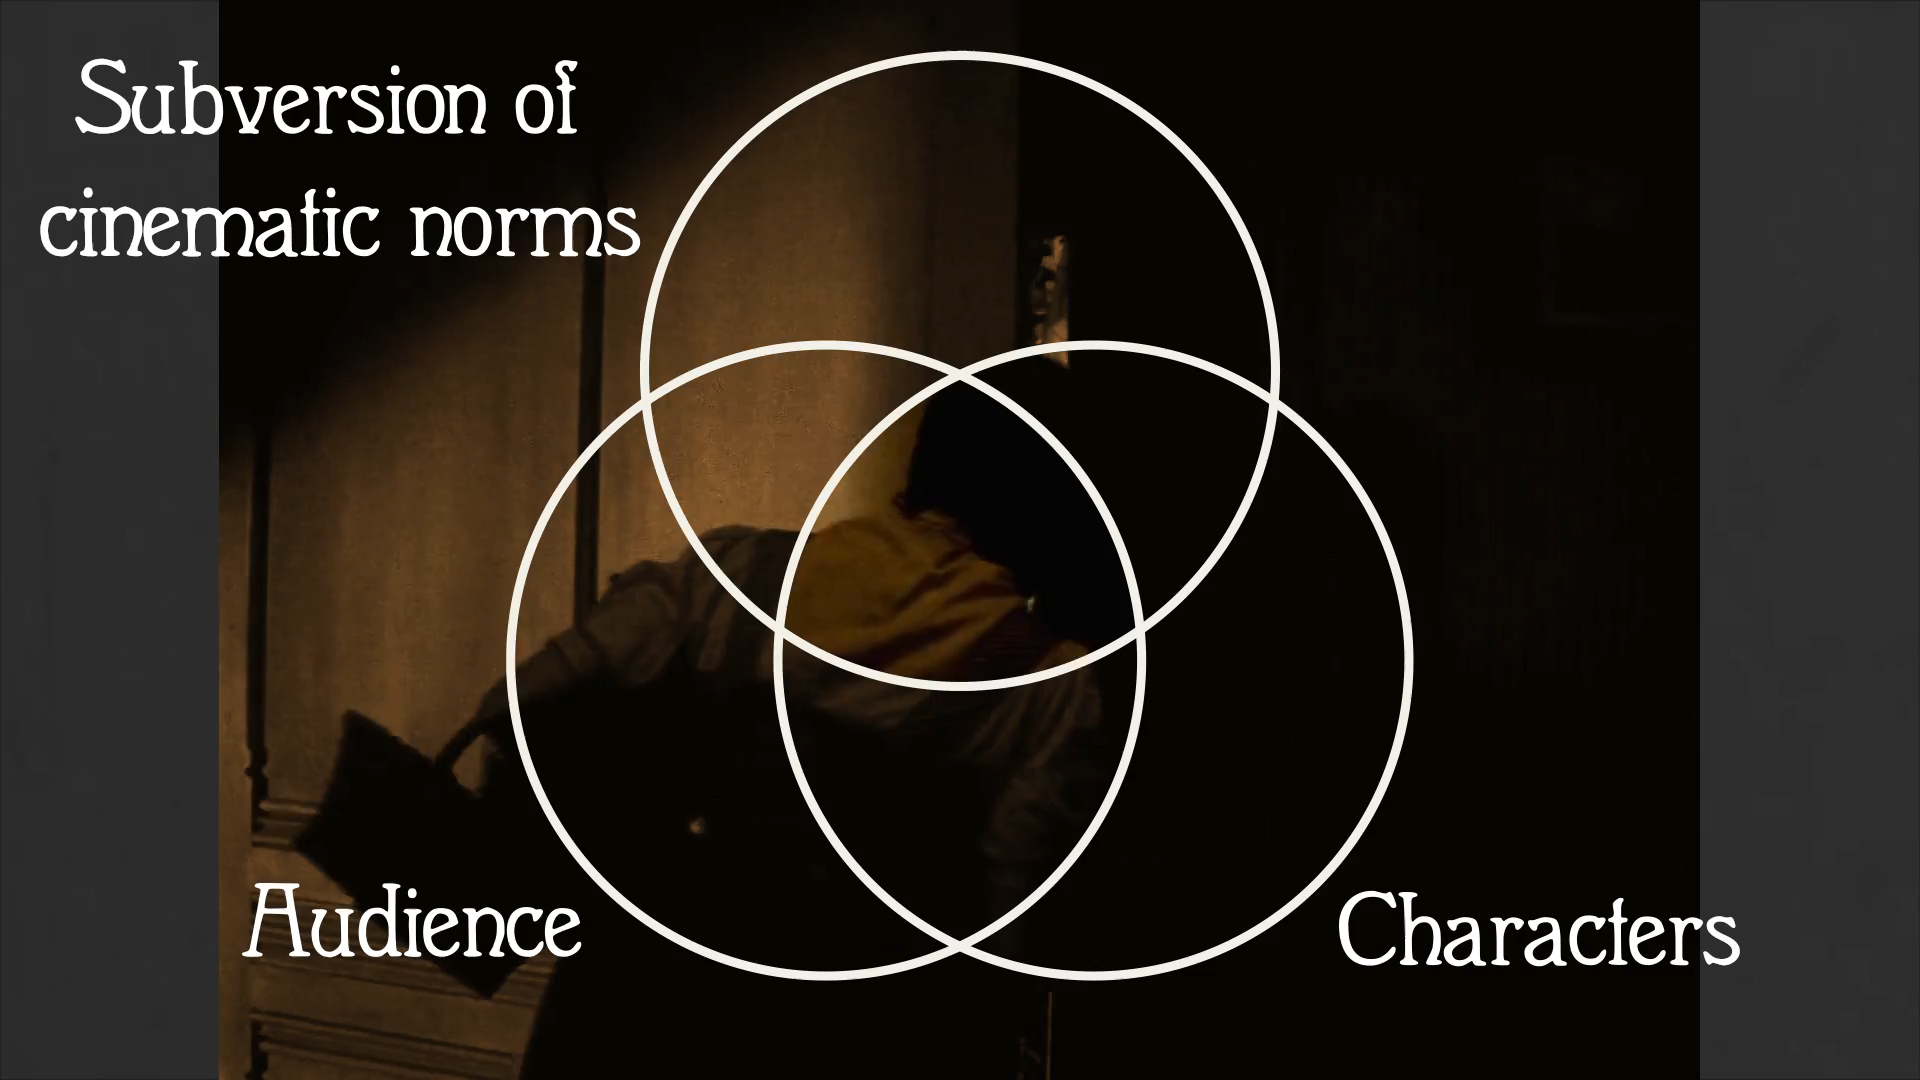 Subversion of
cinematic norms
Audience
Characters